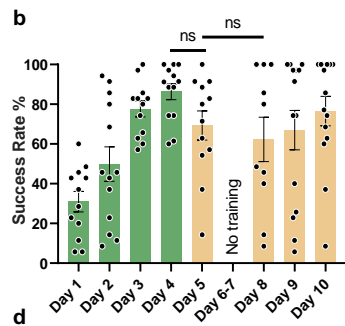 b
ns
ns
Success Rate %
100
80
60
40
20
0
No training
Day 1
Day 2
Day 3
Day 4
Day 5
Day 6-7
Day 8
Day 9
Day 10
d